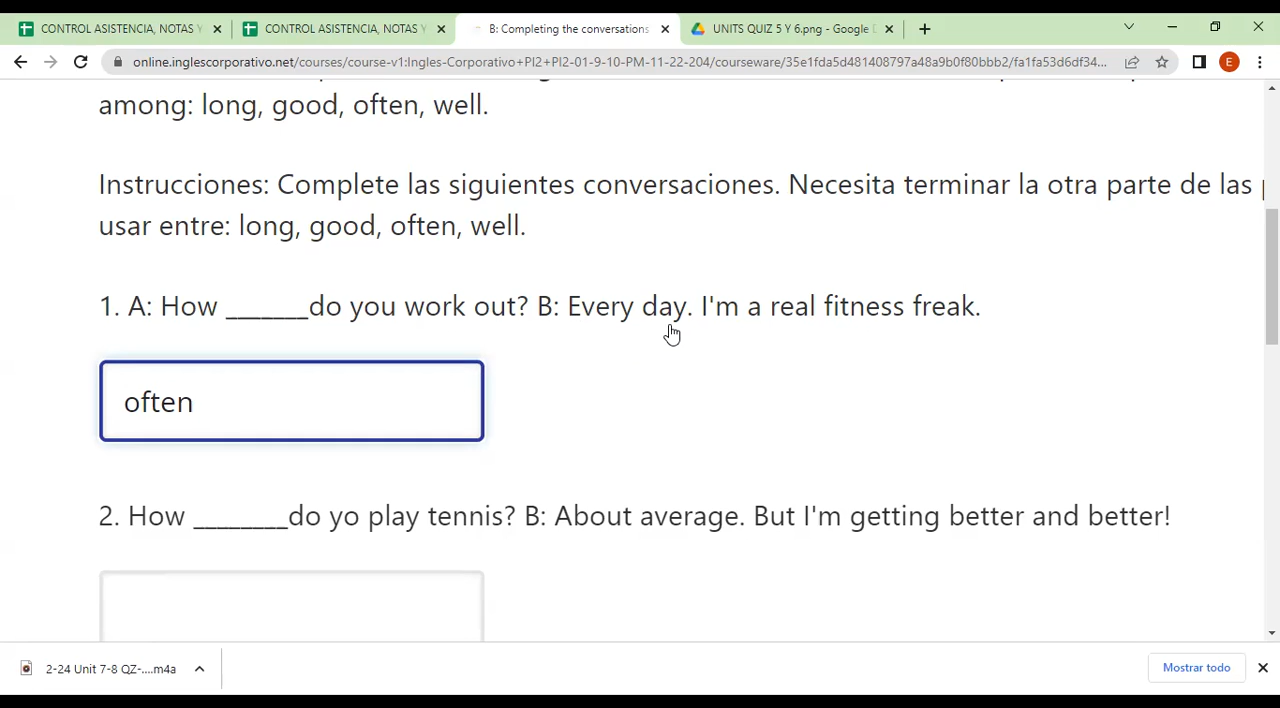 CONTROL ASISTENCIA, NOTAS Y
CONTROL ASISTENCIA, NOTAS Y
B: Completing the conversations
UNITS QUIZ 5 Y 6.png - Google
online.inglescorporativo.net/courses/course-v1:Ingles-Corporativo+PI2+PI2-01-9-10-PM-11-22-204/courseware/35e1fda5d481408797a48a9b0f80bbb2/fa1fa53d6df34...
E
among: long, good, often, well.
Instrucciones: Complete las siguientes conversaciones. Necesita terminar la otra parte de las
usar entre: long, good, often, well.
1. A: How _______do you work out? B: Every day. I'm a real fitness freak.
often
2. How ________do yo play tennis? B: About average. But I'm getting better and better!
2-24 Unit 7-8 QZ-....m4a
Mostrar todo